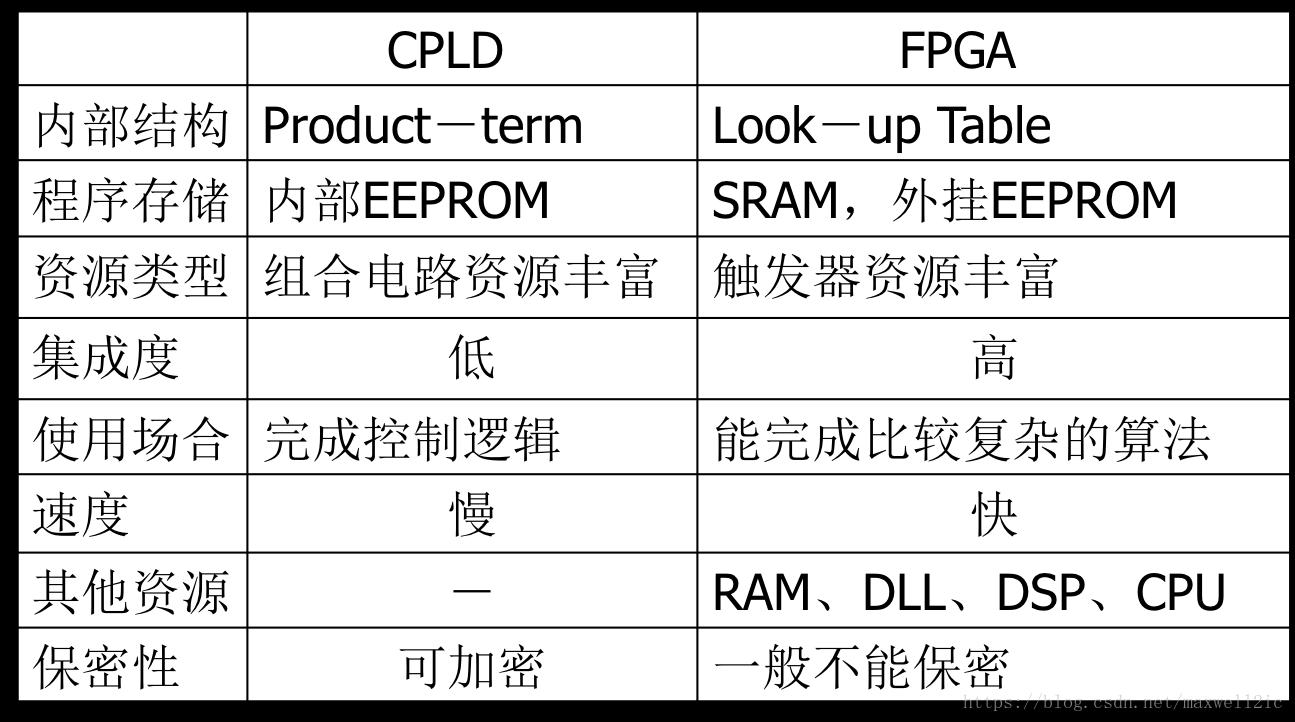 CPLD FPGA
内部结构 Product－term Look－up Table
程序存储 内部EEPROM SRAM，外挂EEPROM
资源类型 组合电路资源丰富 触发器资源丰富
集成度 低 高
使用场合 完成控制逻辑 能完成比较复杂的算法
速度 慢 快
其他资源 － RAM、DLL、DSP、CPU
保密性 可加密 一般不能保密
https://blog.csdn.net/maxwell2ic